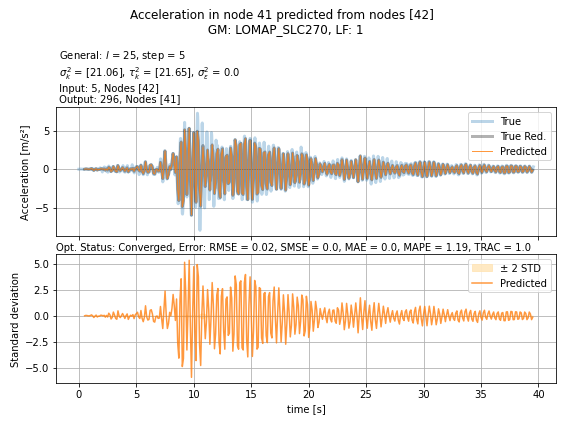 Acceleration in node 41 predicted from nodes [42]
GM: LOMAP_SLC270, LF: 1
General: l = 25, step = 5
σ²ₖ = [21.06], τ²ₖ = [21.65], σ²ₑ = 0.0
Input: 5, Nodes [42]
Output: 296, Nodes [41]
Acceleration [m/s²]
5
0
−5
True
True Red.
Predicted
Opt. Status: Converged, Error: RMSE = 0.02, SMSE = 0.0, MAE = 0.0, MAPE = 1.19, TRAC = 1.0
Standard deviation
5.0
2.5
0.0
−2.5
−5.0
± 2 STD
Predicted
0 5 10 15 20 25 30 35 40
time [s]